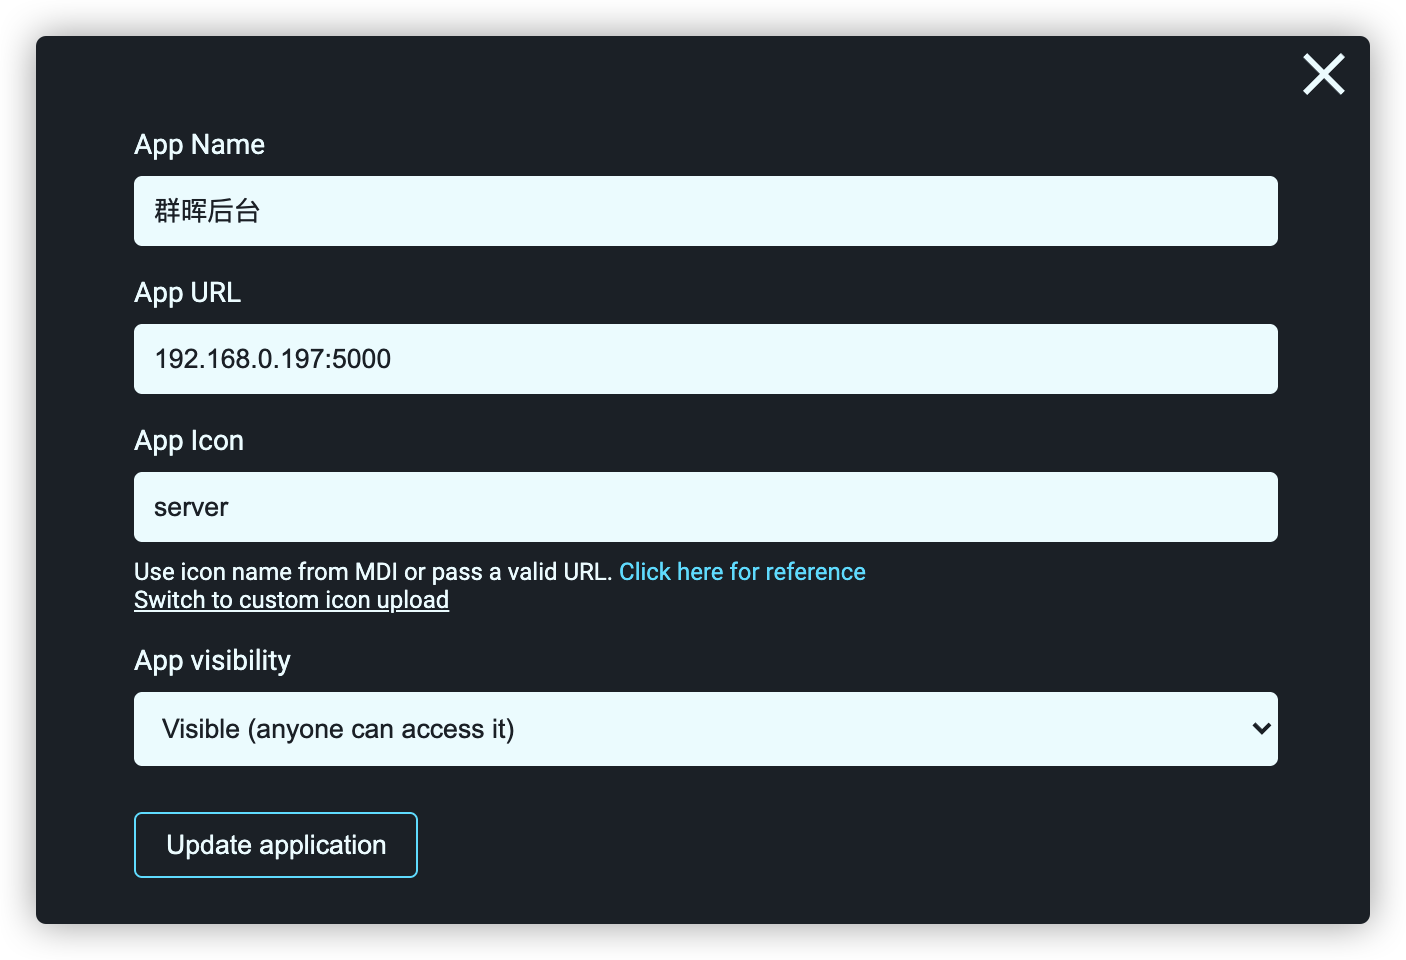 App Name
群晖后台
App URL
192.168.0.197:5000
App Icon
server
Use icon name from MDI or pass a valid URL. Click here for reference
Switch to custom icon upload
App visibility
Visible (anyone can access it)
Update application